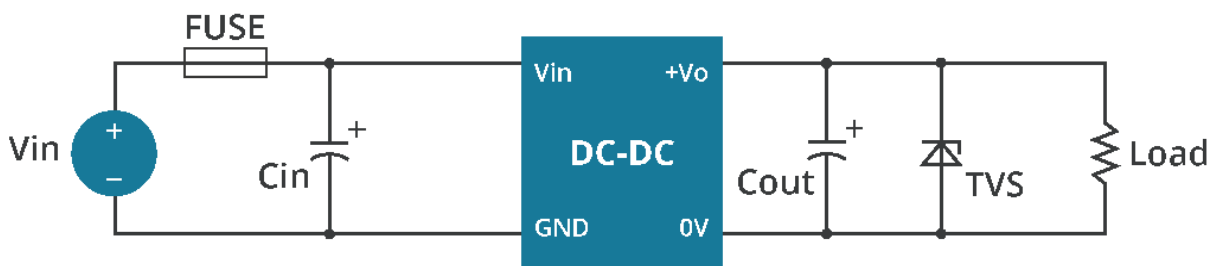 FUSE
Vin
+
−
+
Cin
Vin
+Vo
DC-DC
GND
0V
+
Cout
TVS
Load